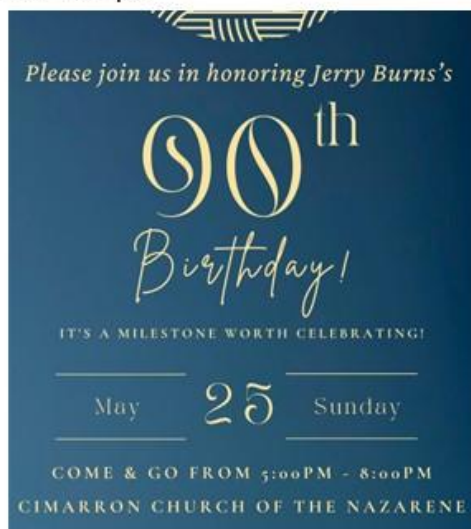 Please join us in honoring Jerry Burns's
90th
Birthday!
IT'S A MILESTONE WORTH CELEBRATING!
May 25 Sunday
COME & GO FROM 5:00PM - 8:00PM
CIMARRON CHURCH OF THE NAZARENE